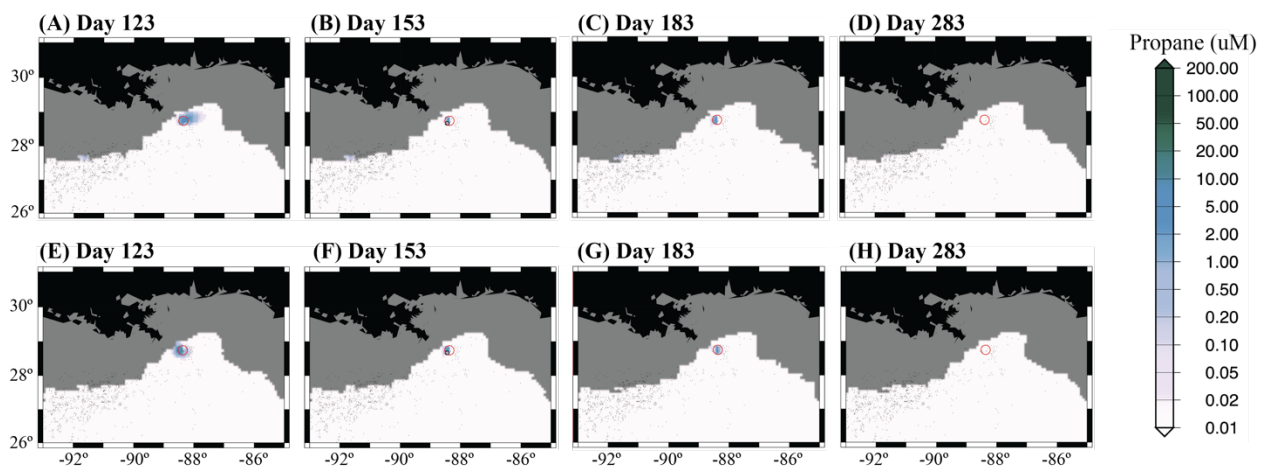 (A) Day 123
(B) Day 153
(C) Day 183
(D) Day 283
Propane (uM)
30º
28º
26º
200.00
100.00
50.00
20.00
10.00
5.00
2.00
1.00
0.50
0.20
0.10
0.05
0.02
0.01
(E) Day 123
(F) Day 153
(G) Day 183
(H) Day 283
30º
28º
26º
-92º -90º -88º -86º
-92º -90º -88º -86º
-92º -90º -88º -86º
-92º -90º -88º -86º